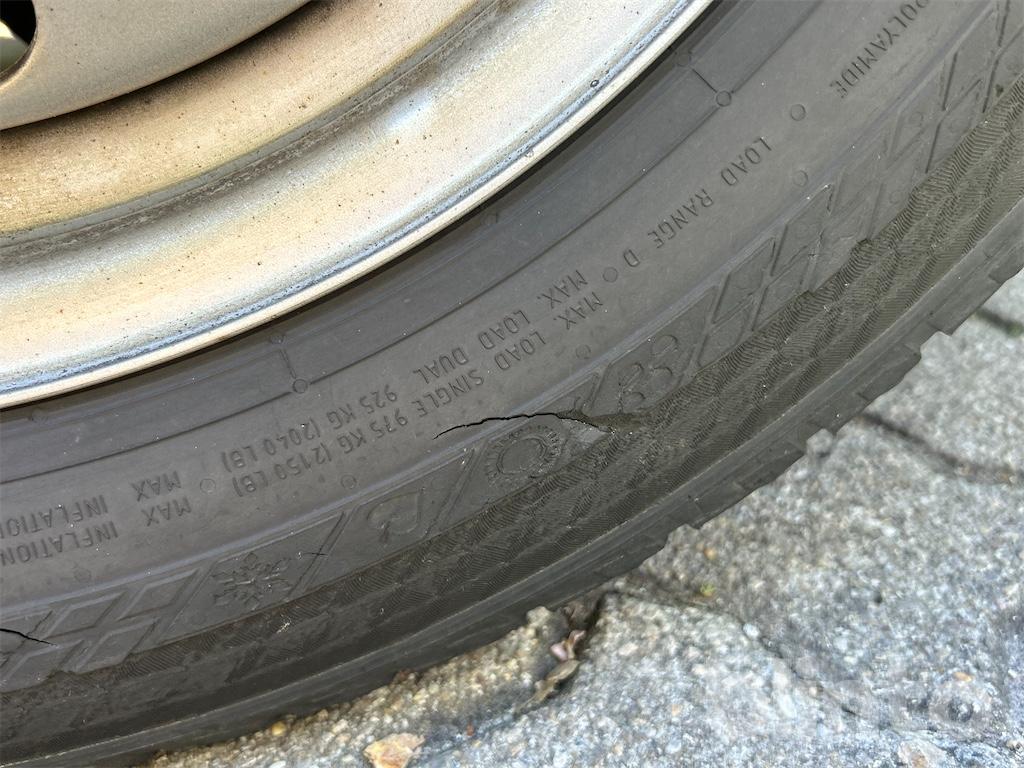 POLYAMIDE
LOAD RANGE D
MAX. LOAD SINGLE 975 KG (2150 LB)
MAX. LOAD DUAL 925 KG (2040 LB)
MAX INFLATION
MAX INFLATION